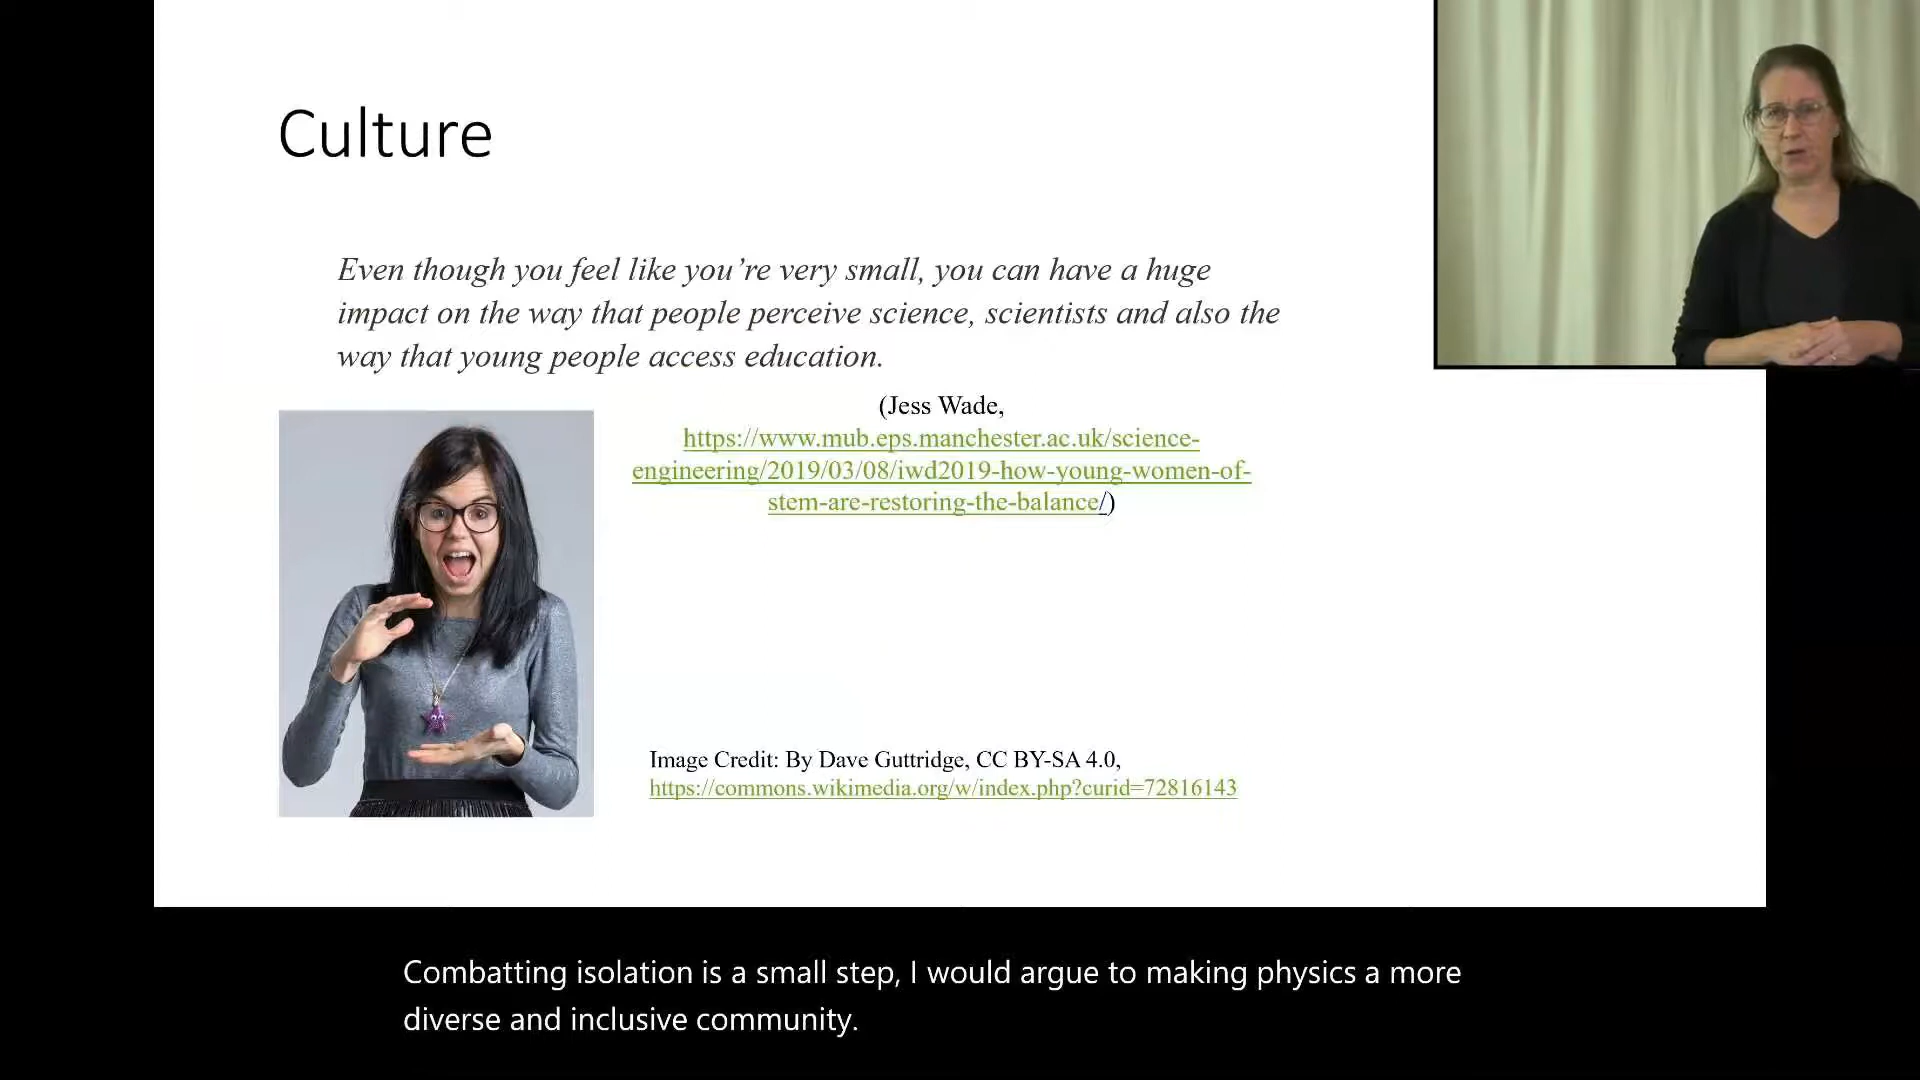 Culture
Even though you feel like you’re very small, you can have a huge
impact on the way that people perceive science, scientists and also the
way that young people access education.
(Jess Wade,
https://www.mub.eps.manchester.ac.uk/science-
engineering/2019/03/08/iwd2019-how-young-women-of-
stem-are-restoring-the-balance/)
Image Credit: By Dave Guttridge, CC BY-SA 4.0,
https://commons.wikimedia.org/w/index.php?curid=72816143
Combatting isolation is a small step, I would argue to making physics a more
diverse and inclusive community.